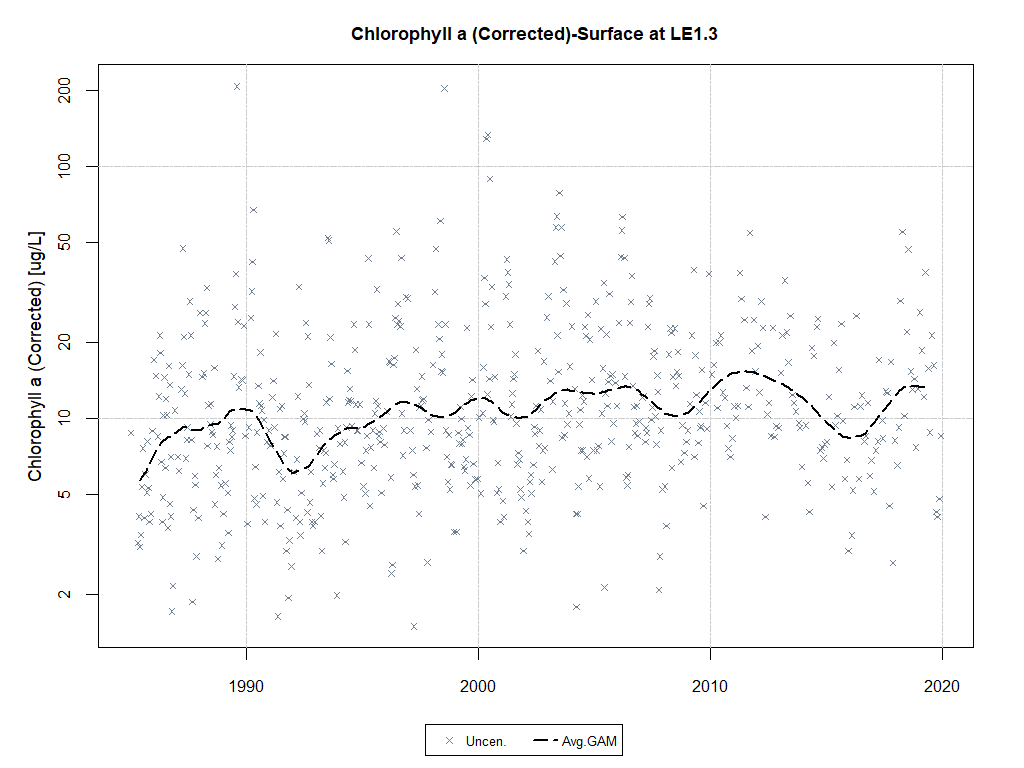 Chlorophyll a (Corrected)-Surface at LE1.3
Chlorophyll a (Corrected) [ug/L]
200
100
50
20
10
5
2
1990 2000 2010 2020
Uncen. Avg.GAM